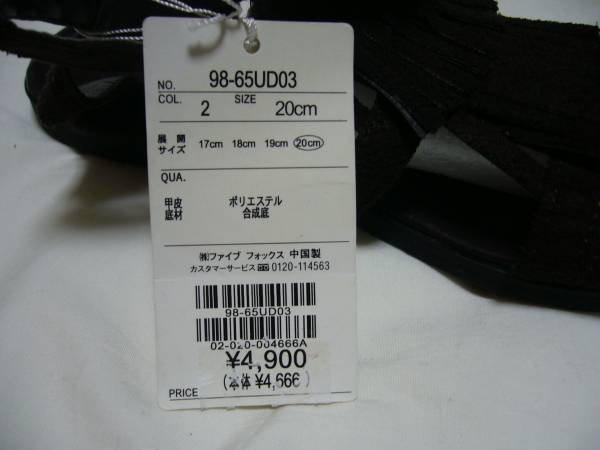 NO. 98-65UD03
COL. 2 SIZE 20cm
展開サイズ 17cm 18cm 19cm 20cm
QUA.
甲皮 ポリエステル
底材 合成底
㈱ファイブ フォックス 中国製
カスタマーサービス 0120-114563
98-65UD03
02-020-004666A
¥4,900
(本体 ¥4,666)
PRICE